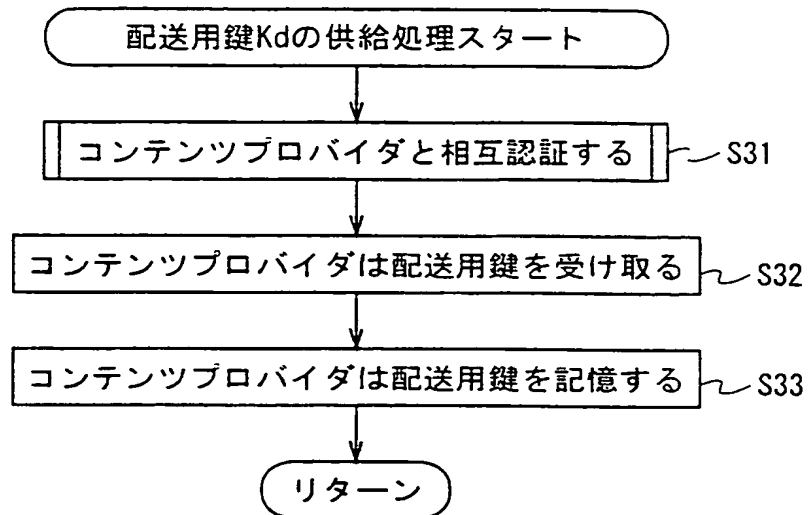 配送用鍵Kdの供給処理スタート
コンテンツプロバイダと相互認証する
S31
コンテンツプロバイダは配送用鍵を受け取る
S32
コンテンツプロバイダは配送用鍵を記憶する
S33
リターン